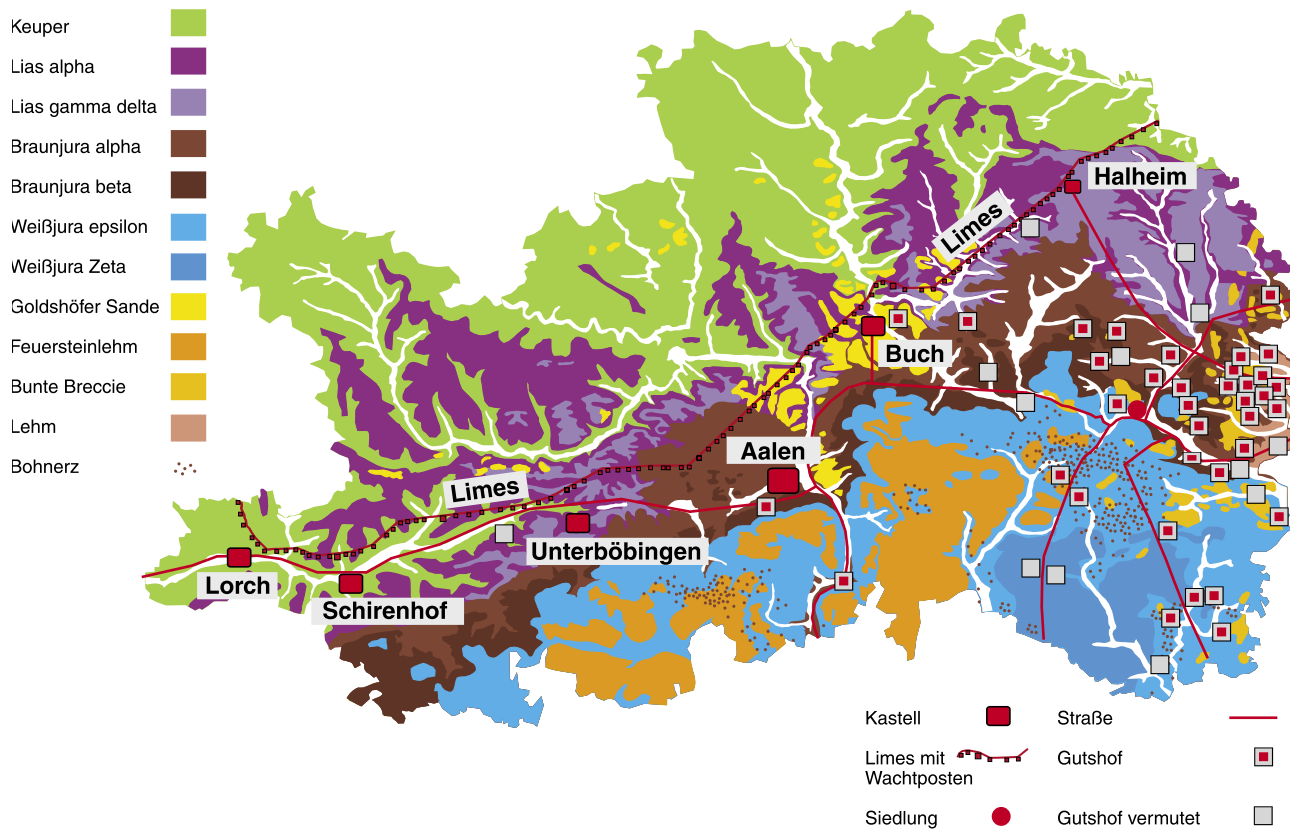 Keuper
Lias alpha
Lias gamma delta
Braunjura alpha
Braunjura beta
Weißjura epsilon
Weißjura Zeta
Goldshöfer Sande
Feuersteinlehm
Bunte Breccie
Lehm
Bohnerz
Halheim
Limes
Buch
Aalen
Limes
Unterböbingen
Lorch
Schirenhof
Kastell
Straße
Limes mit
Wachtposten
Gutshof
Siedlung
Gutshof vermutet